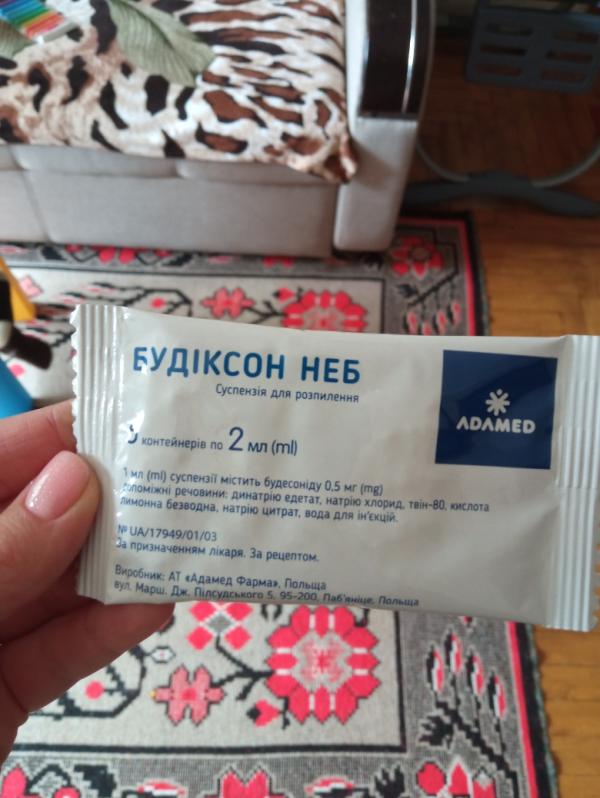 БУДІКСОН НЕБ
Суспензія для розпилення
контейнерів по 2 мл (ml)
ADAMED
1 мл (ml) суспензії містить будесоніду 0,5 мг (mg)
допоміжні речовини: динатрію едетат, натрію хлорид, твін-80, кислота
лимонна безводна, натрію цитрат, вода для ін'єкцій.
№ UA/17949/01/03
За призначенням лікаря. За рецептом.
Виробник: АТ «Адамед Фарма», Польща
вул. Марш. Дж. Пілсудського 5, 95-200, Паб'яніце, Польща